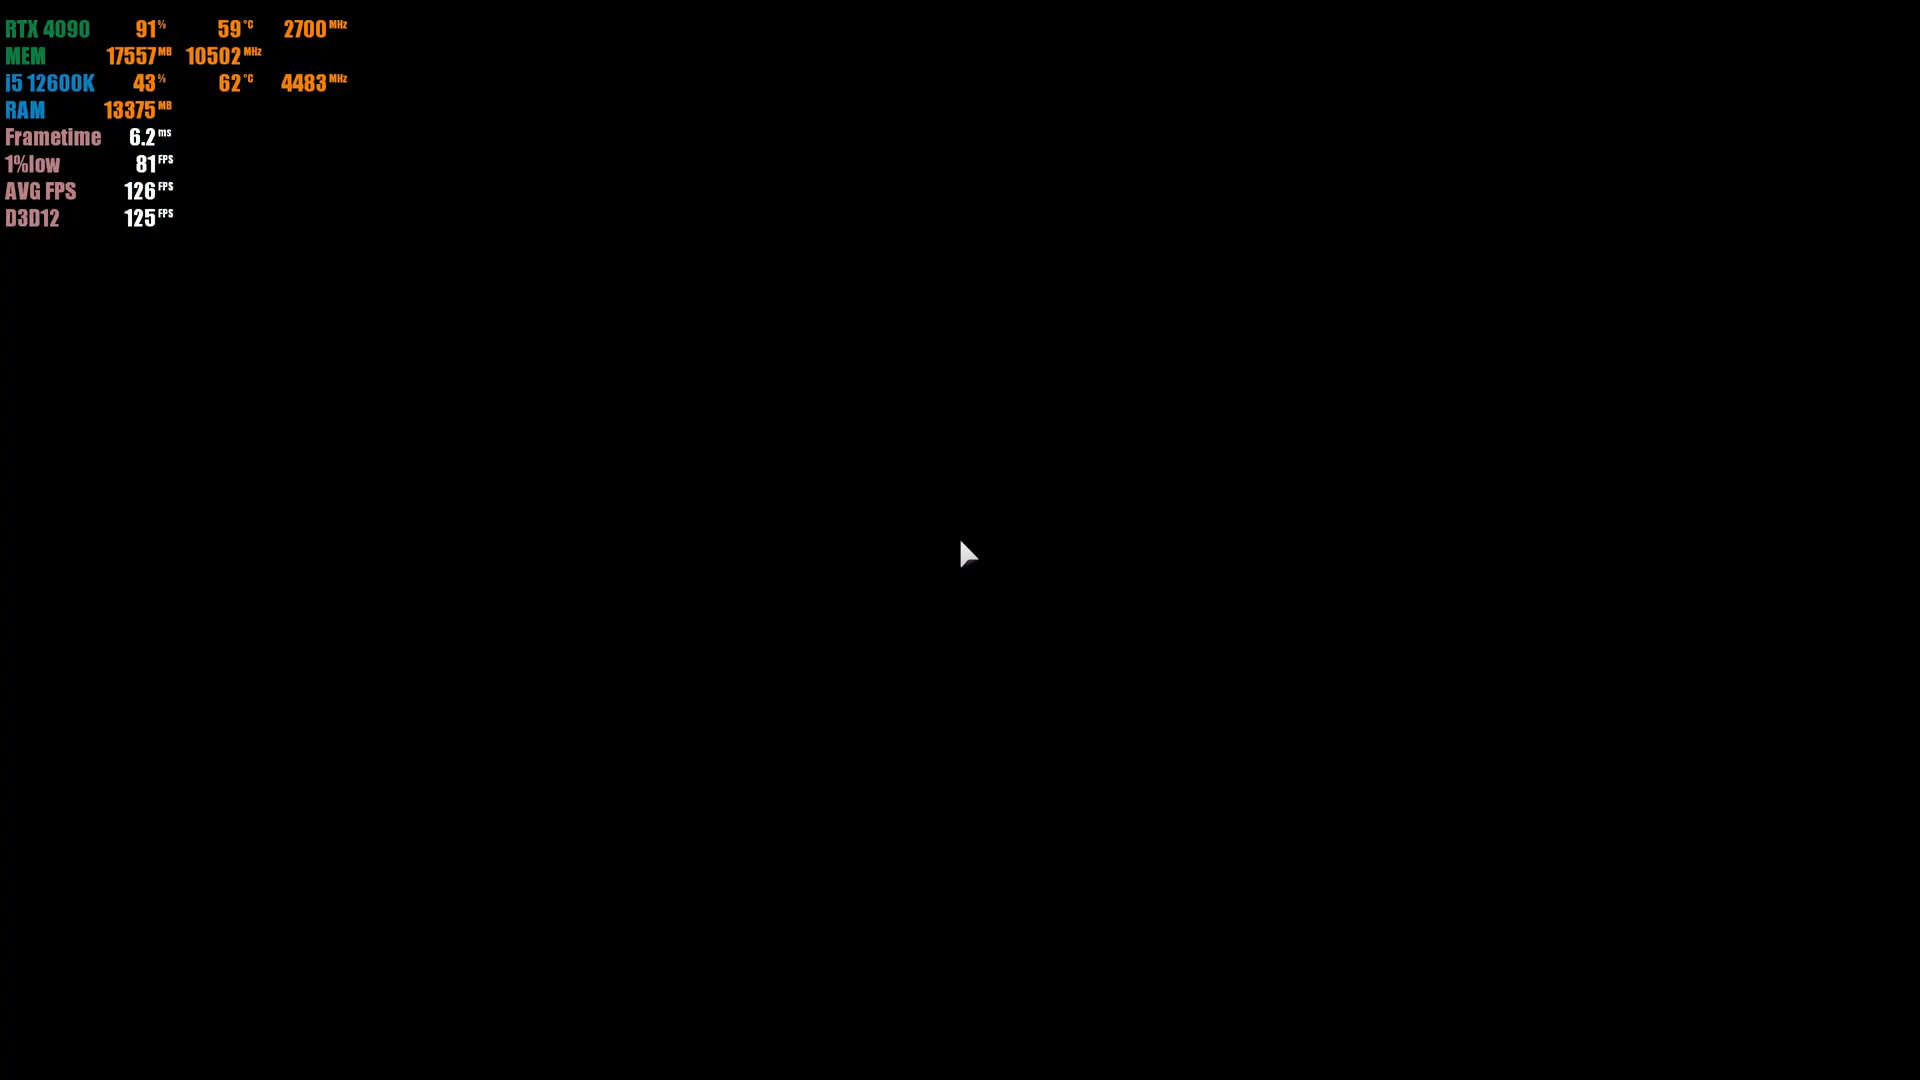 RTX 4090 91% 59°C 2700MHz
MEM 17557MB 10502MHz
i5 12600K 43% 62°C 4483MHz
RAM 13375MB
Frametime 6.2ms
1%low 81FPS
AVG FPS 126FPS
D3D12 125FPS